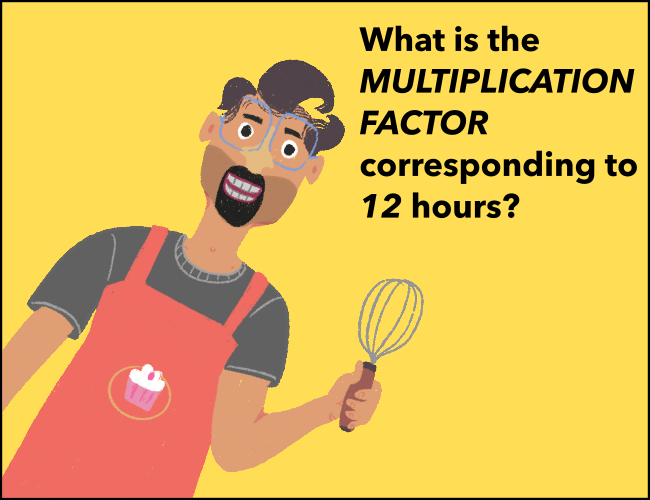 What is the
MULTIPLICATION
FACTOR
corresponding to
12 hours?